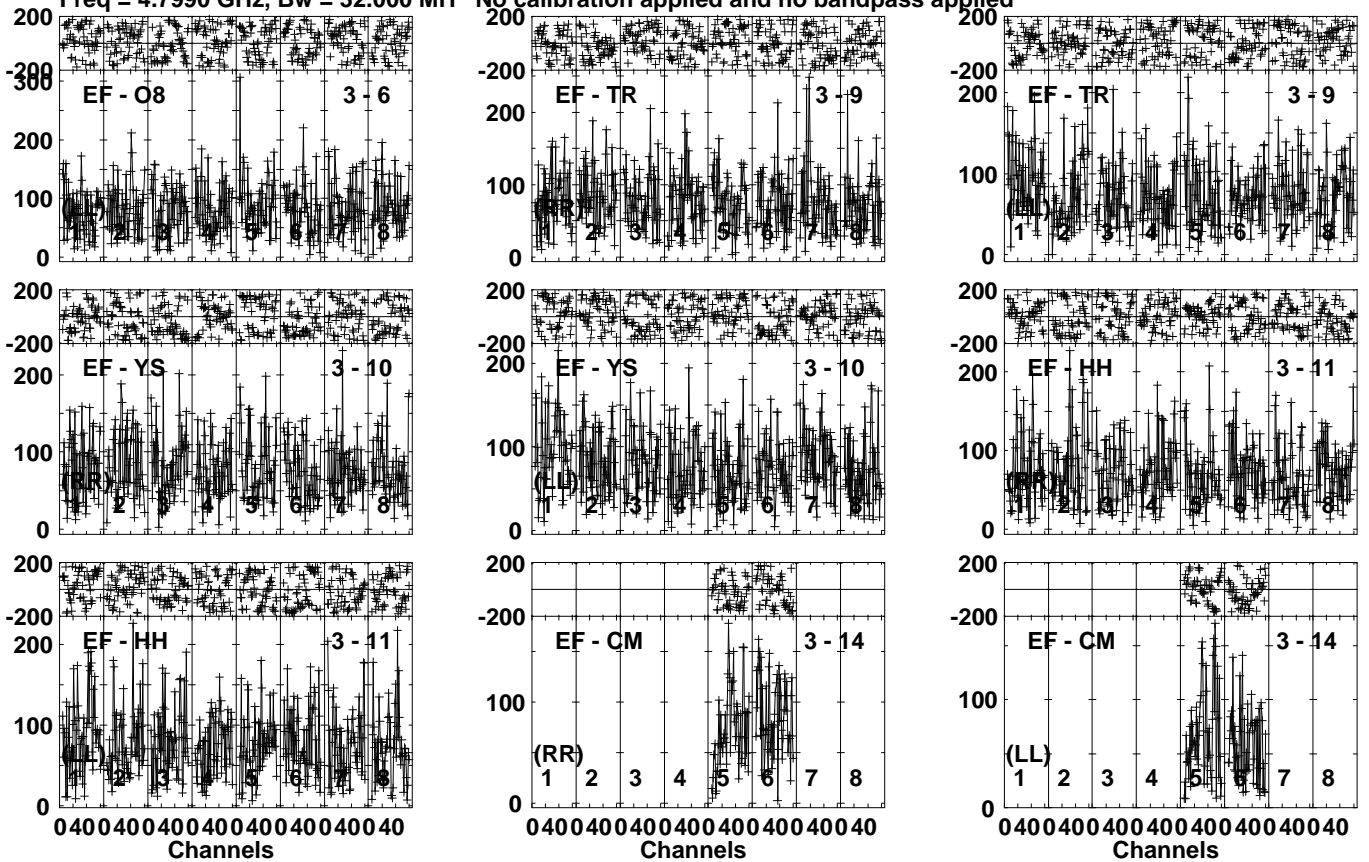 Freq = 4.7990 GHz, Bw = 32.000 MH No calibration applied and no bandpass applied
200 200 200
-200 -200 -200
300 200 200
EF - O8 3 - 6 EF - TR 3 - 9 EF - TR 3 - 9
200
100 100 100
(LL) (RR) (LL)
1 2 3 4 5 6 7 8 1 2 3 4 5 6 7 8 1 2 3 4 5 6 7 8
0 0 0
200 200 200
-200 -200 -200
EF - YS 3 - 10 EF - YS 3 - 10 EF - HH 3 - 11
200 200 200
100 100 100
(RR) (LL) (RR)
1 2 3 4 5 6 7 8 1 2 3 4 5 6 7 8 1 2 3 4 5 6 7 8
0 0 0
200 200 200
-200 -200 -200
EF - HH 3 - 11 EF - CM 3 - 14 EF - CM 3 - 14
200
100 100 100
(LL) (RR) (LL)
1 2 3 4 5 6 7 8 1 2 3 4 5 6 7 8 1 2 3 4 5 6 7 8
0 0 0
0 40 0 40 0 40 0 40 0 40 0 40 0 40 0 40 0 40 0 40 0 40 0 40 0 40 0 40 0 40 0 40 0 40 0 40 0 40 0 40 0 40 0 40 0 40 0 40
Channels Channels Channels